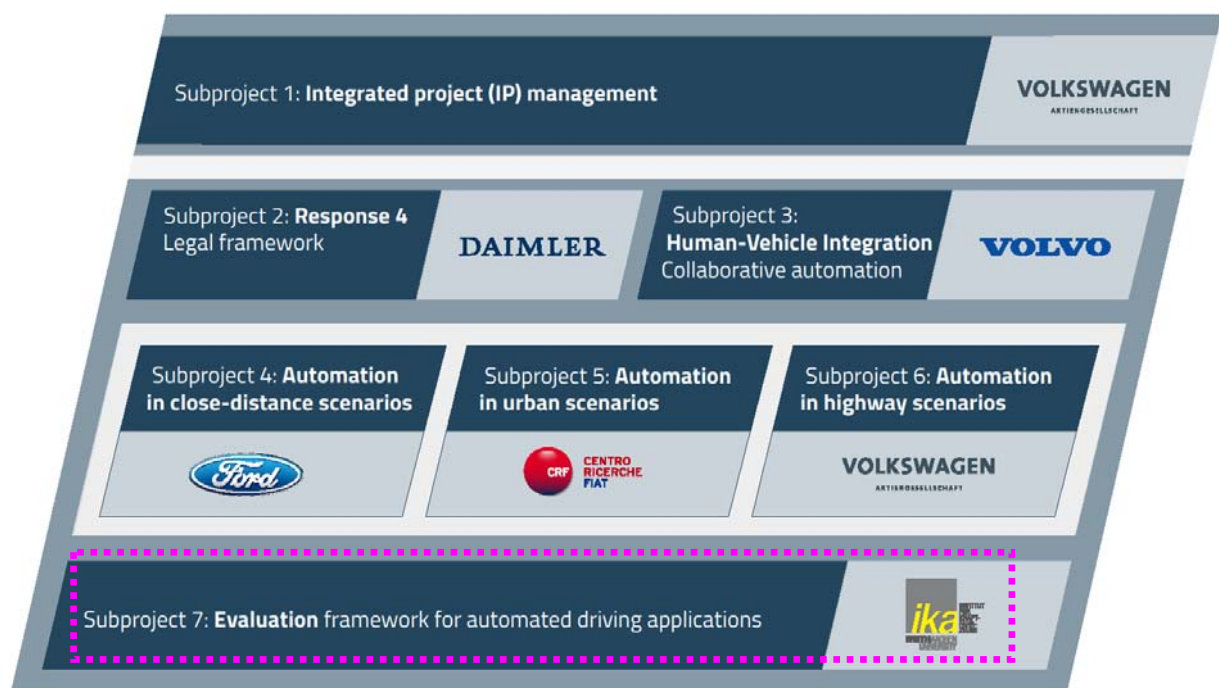 Subproject 1: Integrated project (IP) management
VOLKSWAGEN
AKTIENGESELLSCHAFT
Subproject 2: Response 4
Legal framework
DAIMLER
Subproject 3:
Human-Vehicle Integration
Collaborative automation
VOLVO
Subproject 4: Automation
in close-distance scenarios
Ford
Subproject 5: Automation
in urban scenarios
CRF
CENTRO
RICERCHE
FIAT
Subproject 6: Automation
in highway scenarios
VOLKSWAGEN
AKTIENGESELLSCHAFT
Subproject 7: Evaluation framework for automated driving applications
ika
UNIVERSITY